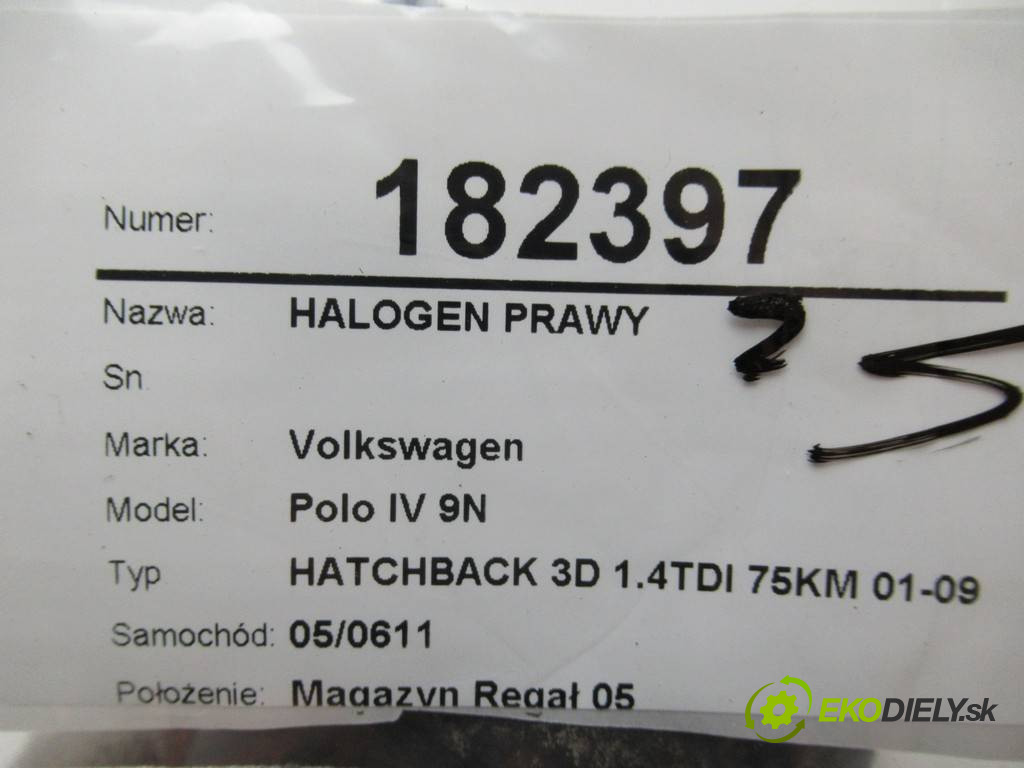 Numer: 182397
Nazwa: HALOGEN PRAWY
Sn
Marka: Volkswagen
Model: Polo IV 9N
Typ HATCHBACK 3D 1.4TDI 75KM 01-09
Samochód: 05/0611
Położenie: Magazyn Regał 05
EKODIELY.sk